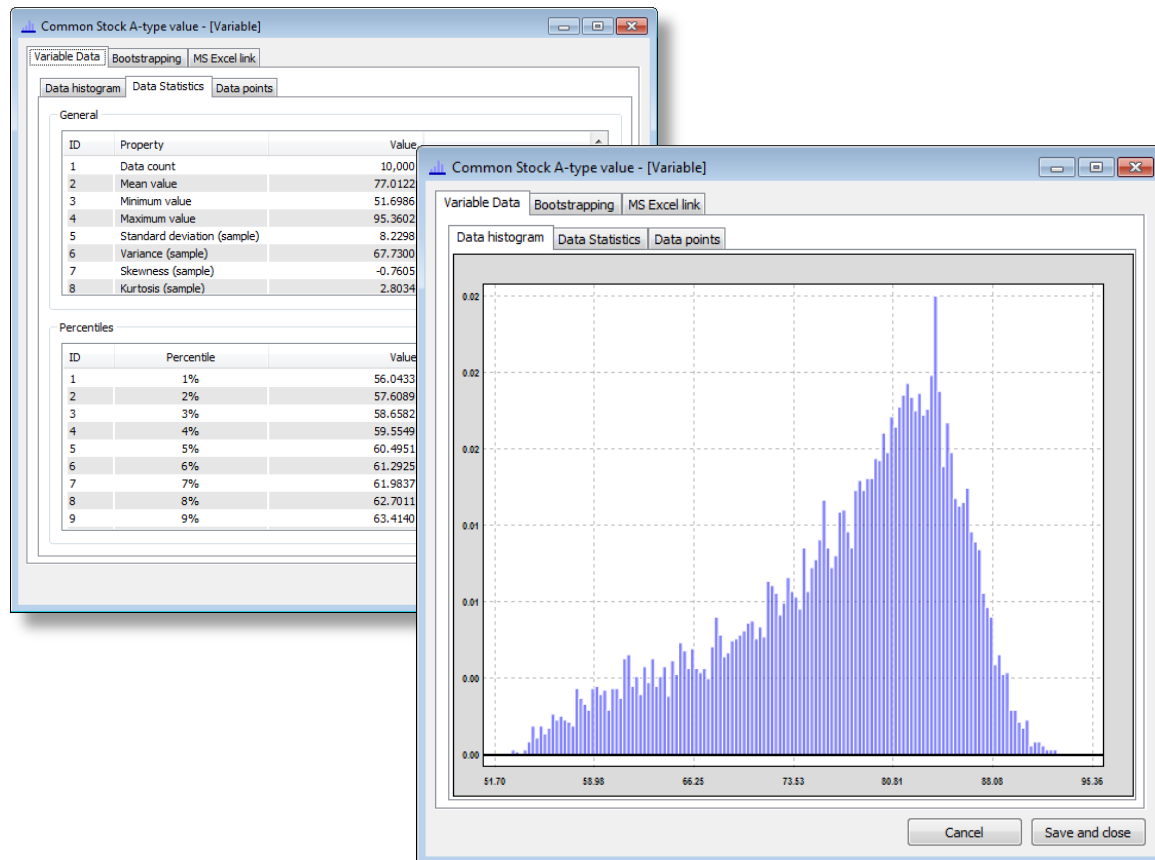 Common Stock A-type value - [Variable]
Variable Data Bootstrapping MS Excel link
Data histogram Data Statistics Data points
General
ID Property Value
1 Data count 10,000
2 Mean value 77.0122
3 Minimum value 51.6986
4 Maximum value 95.3602
5 Standard deviation (sample) 8.2298
6 Variance (sample) 67.7300
7 Skewness (sample) -0.7605
8 Kurtosis (sample) 2.8034
Percentiles
ID Percentile Value
1 1% 56.0433
2 2% 57.6089
3 3% 58.6582
4 4% 59.5549
5 5% 60.4951
6 6% 61.2925
7 7% 61.9837
8 8% 62.7011
9 9% 63.4140
Common Stock A-type value - [Variable]
Variable Data Bootstrapping MS Excel link
Data histogram Data Statistics Data points
0.02
0.02
0.02
0.01
0.01
0.00
0.00
51.70 58.98 66.25 73.53 80.81 88.08 95.36
Cancel Save and close